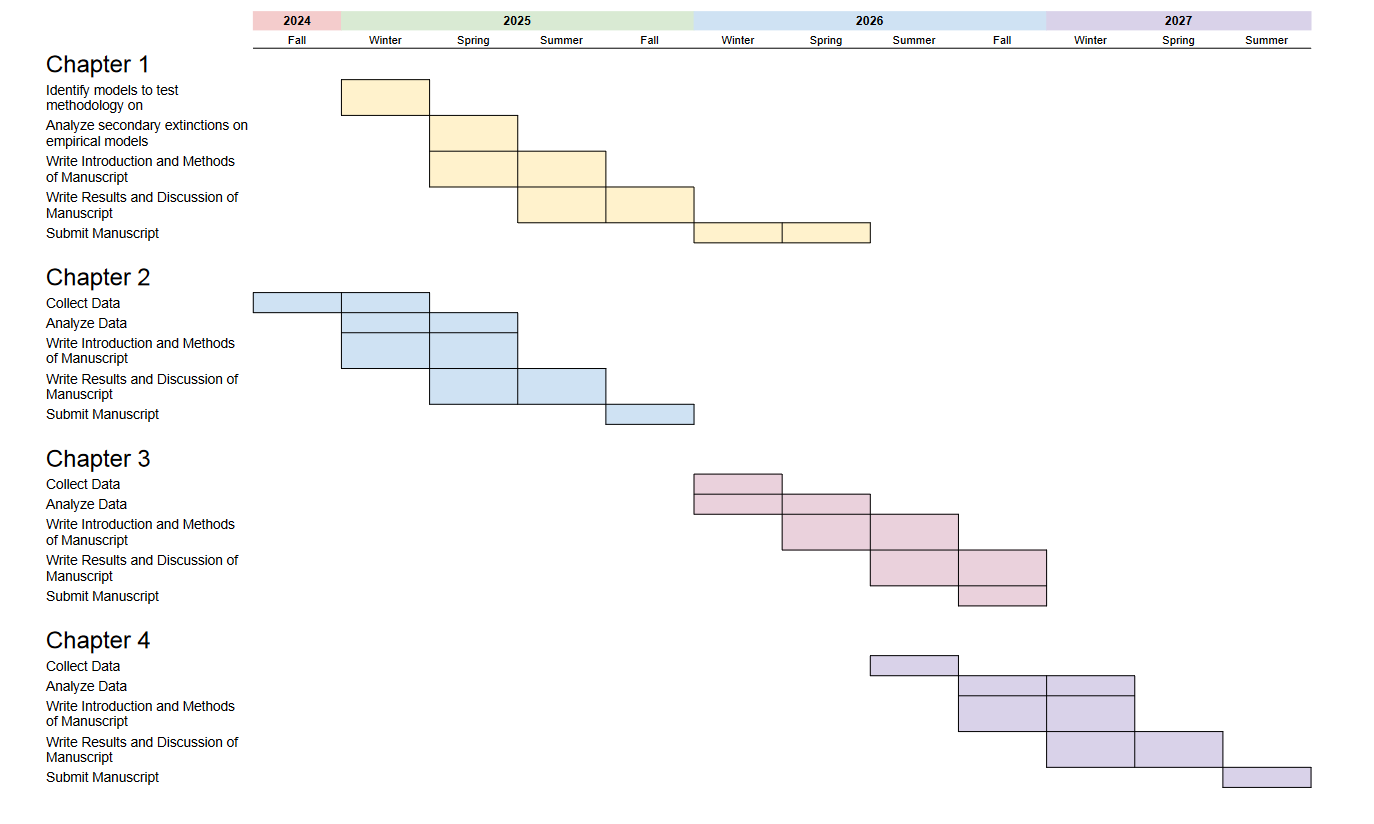 2024 2025 2026 2027
Fall Winter Spring Summer Fall Winter Spring Summer Fall Winter Spring Summer
Chapter 1
Identify models to test
methodology on
Analyze secondary extinctions on
empirical models
Write Introduction and Methods
of Manuscript
Write Results and Discussion of
Manuscript
Submit Manuscript
Chapter 2
Collect Data
Analyze Data
Write Introduction and Methods
of Manuscript
Write Results and Discussion of
Manuscript
Submit Manuscript
Chapter 3
Collect Data
Analyze Data
Write Introduction and Methods
of Manuscript
Write Results and Discussion of
Manuscript
Submit Manuscript
Chapter 4
Collect Data
Analyze Data
Write Introduction and Methods
of Manuscript
Write Results and Discussion of
Manuscript
Submit Manuscript